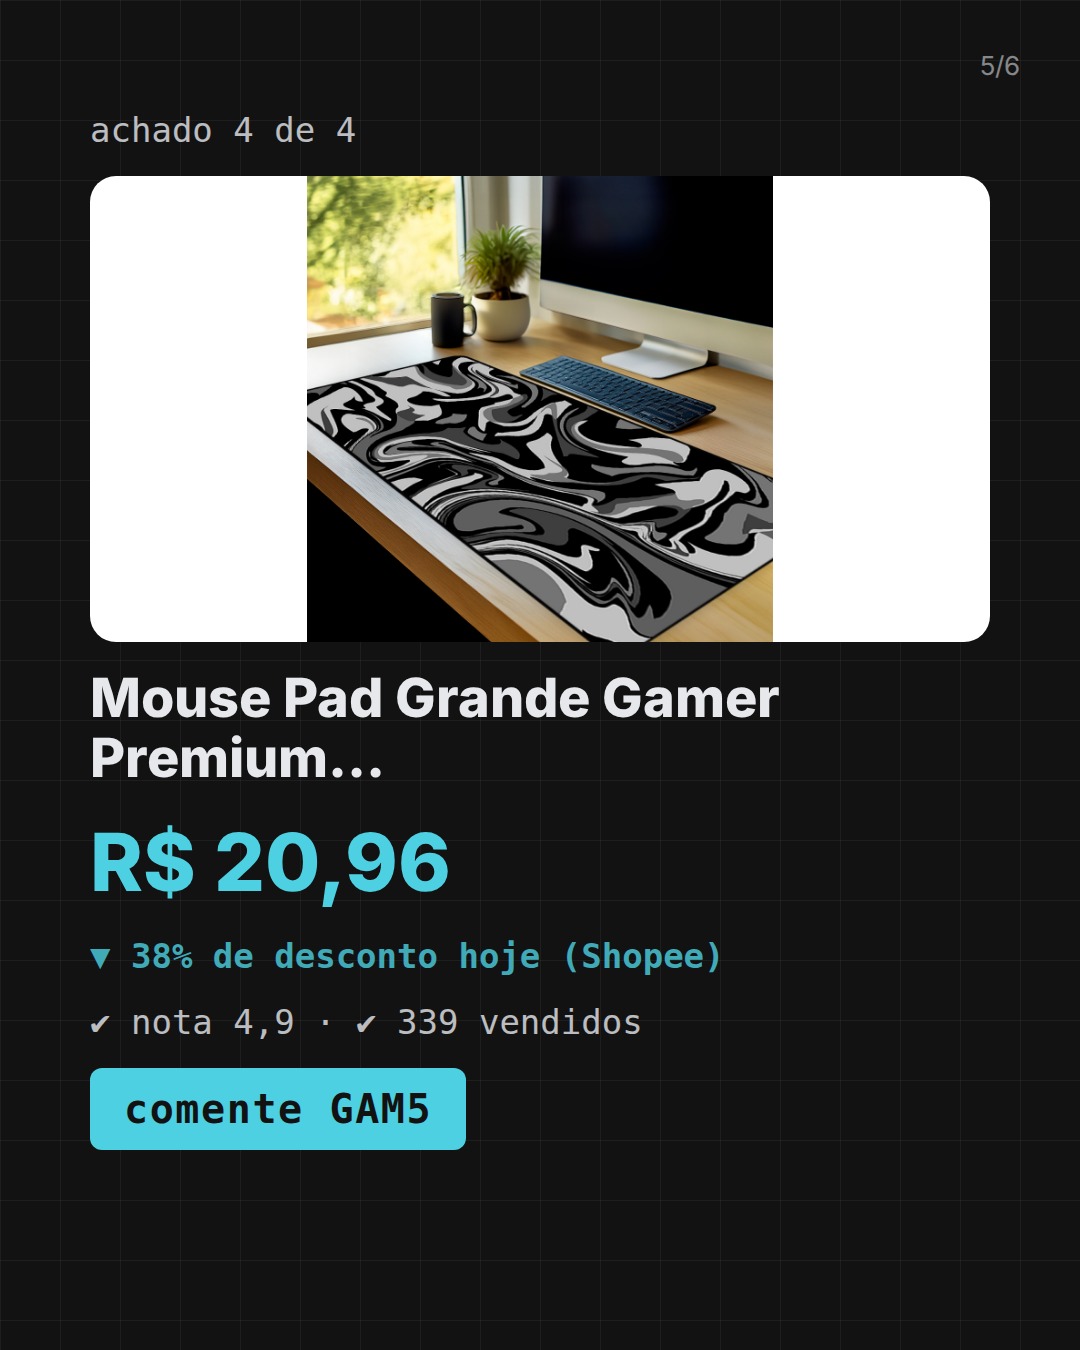 5/6
achado 4 de 4
Mouse Pad Grande Gamer
Premium...
R$ 20,96
▼ 38% de desconto hoje (Shopee)
✔ nota 4,9 · ✔ 339 vendidos
comente GAM5